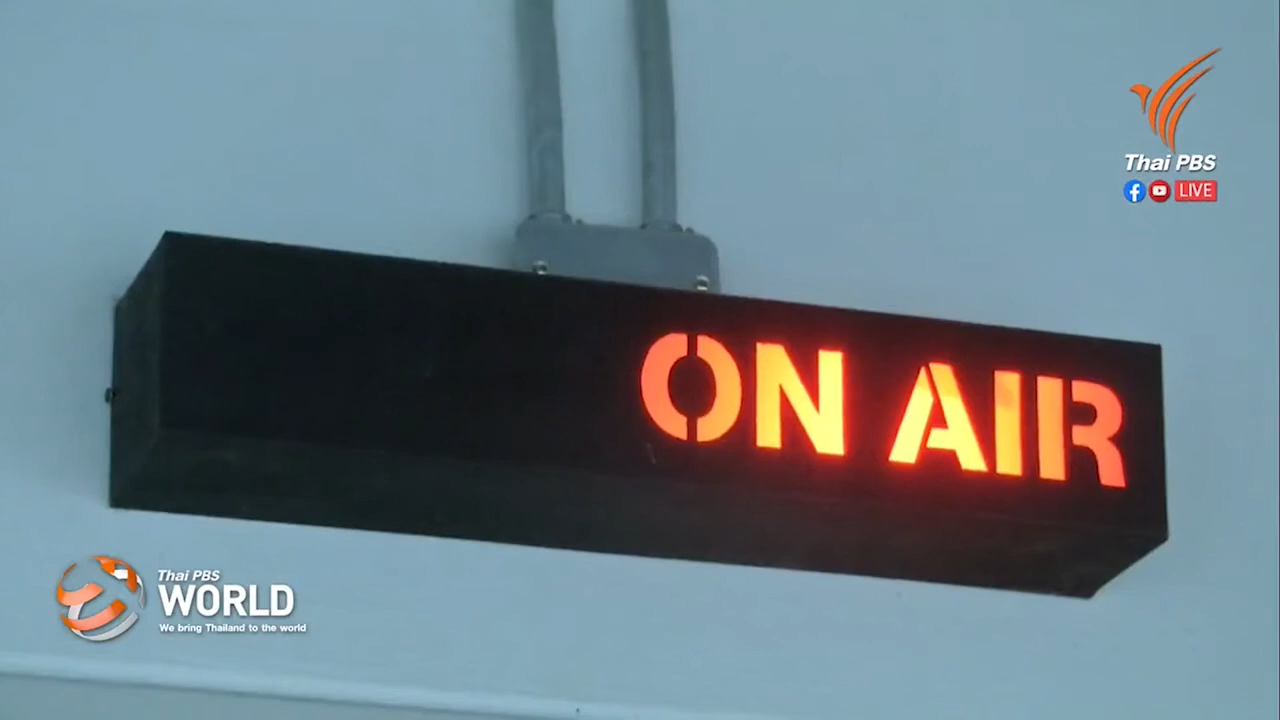 Thai PBS
LIVE
ON AIR
Thai PBS
WORLD
We bring Thailand to the world